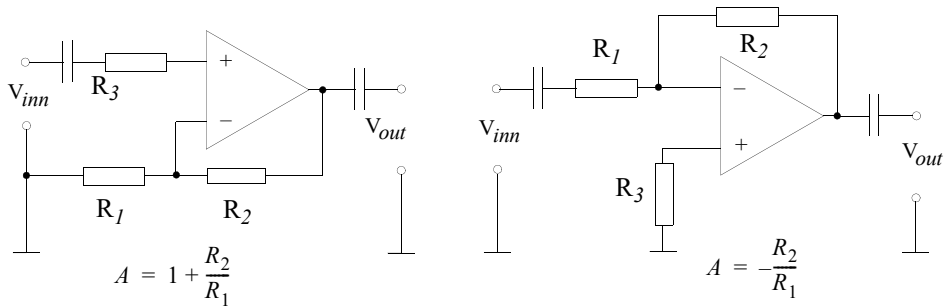 V_inn
R_3
+
−
R_1
R_2
V_out
A = 1 + R_2/R_1
V_inn
R_1
R_2
−
+
R_3
V_out
A = −R_2/R_1